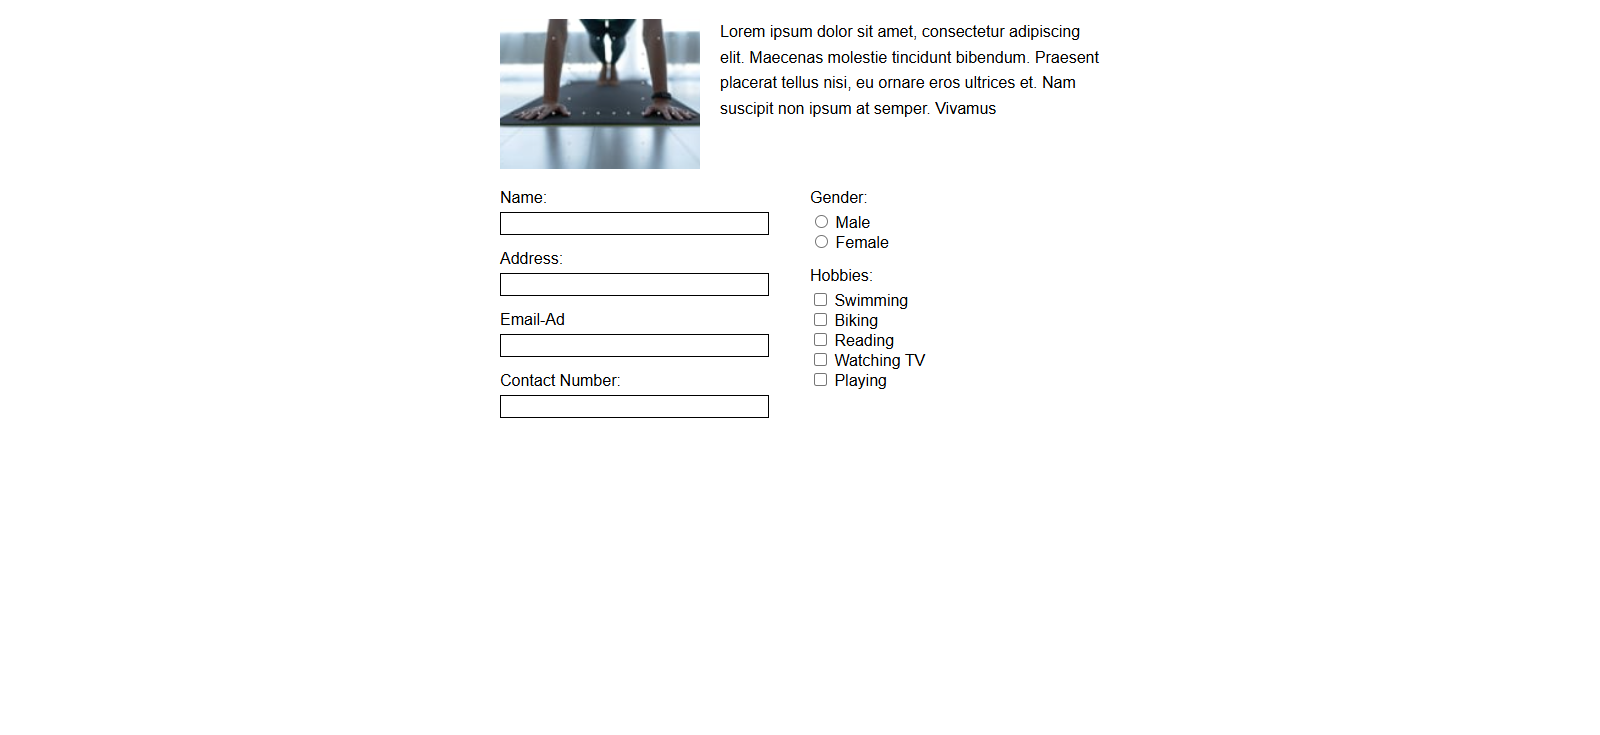 Lorem ipsum dolor sit amet, consectetur adipiscing
elit. Maecenas molestie tincidunt bibendum. Praesent
placerat tellus nisi, eu ornare eros ultrices et. Nam
suscipit non ipsum at semper. Vivamus
Name:
Address:
Email-Ad
Contact Number:
Gender:
Male
Female
Hobbies:
Swimming
Biking
Reading
Watching TV
Playing